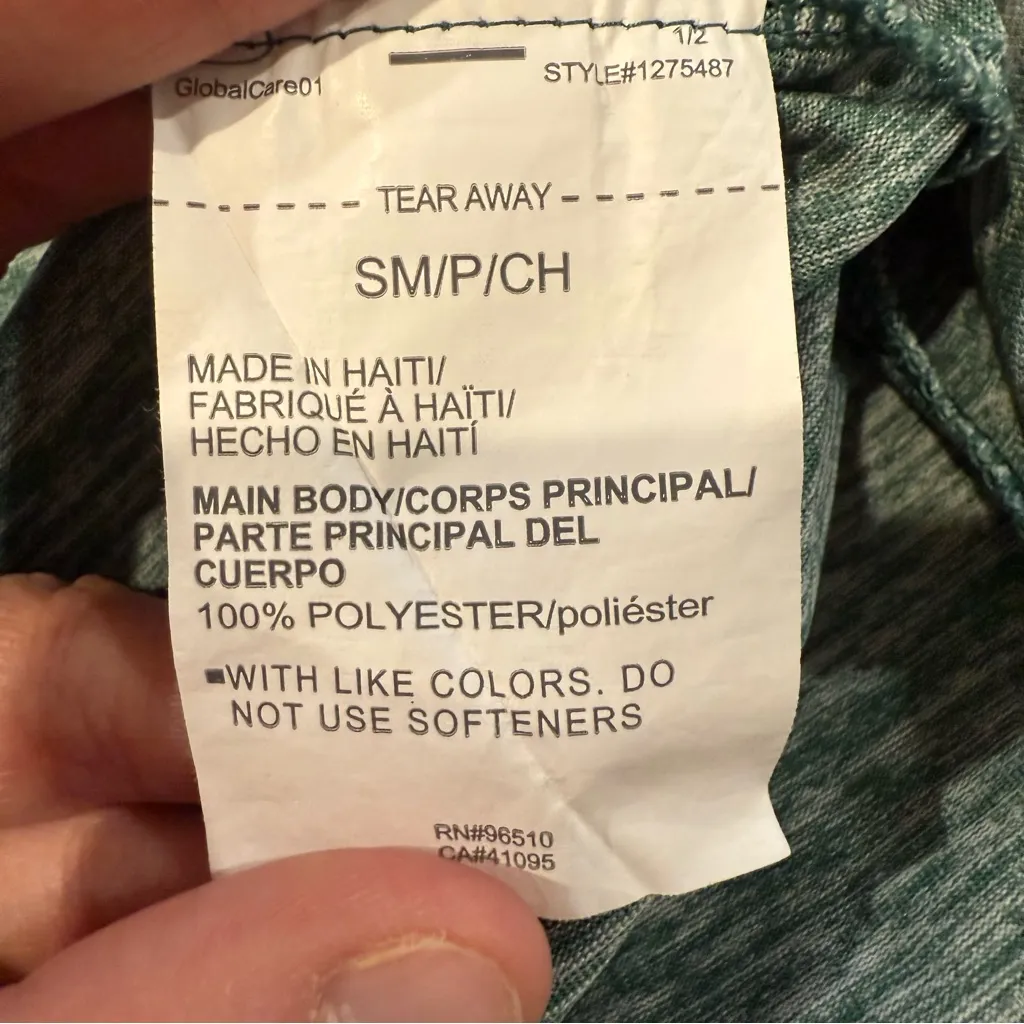 1/2
GlobalCare01 STYLE#1275487
TEAR AWAY
SM/P/CH
MADE IN HAITI/
FABRIQUÉ À HAÏTI/
HECHO EN HAITÍ
MAIN BODY/CORPS PRINCIPAL/
PARTE PRINCIPAL DEL
CUERPO
100% POLYESTER/poliéster
WITH LIKE COLORS. DO
NOT USE SOFTENERS
RN#96510
CA#41095